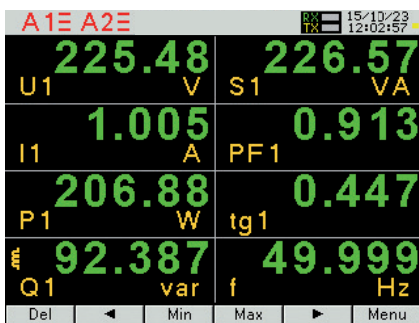 A1 A2 RX 15/10/23
TX 12:02:57
225.48 226.57
U1 V S1 VA
1.005 0.913
I1 A PF1
206.88 0.447
P1 W tg1
92.387 49.999
Q1 var f Hz
Del ◄ Min Max ► Menu